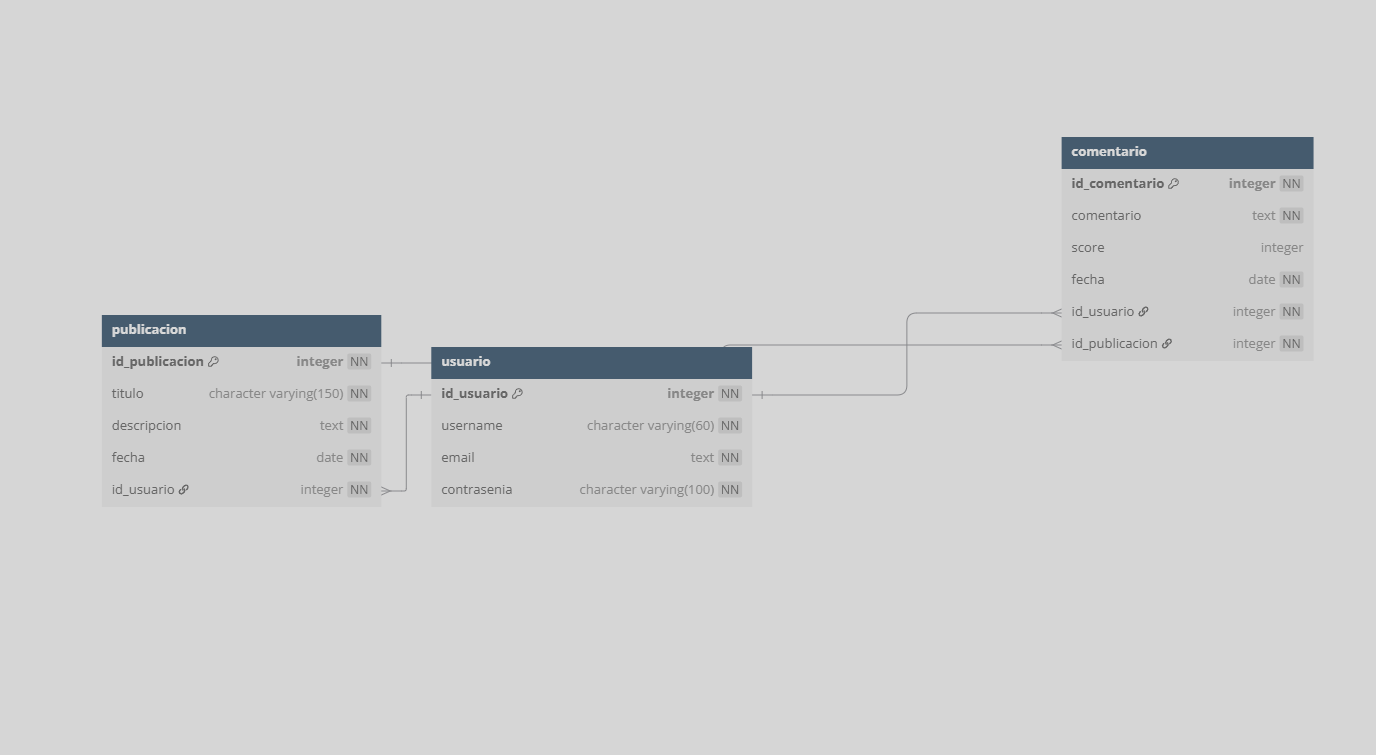 publicacion
id_publicacion integer NN
titulo character varying(150) NN
descripcion text NN
fecha date NN
id_usuario integer NN
usuario
id_usuario integer NN
username character varying(60) NN
email text NN
contrasenia character varying(100) NN
comentario
id_comentario integer NN
comentario text NN
score integer
fecha date NN
id_usuario integer NN
id_publicacion integer NN